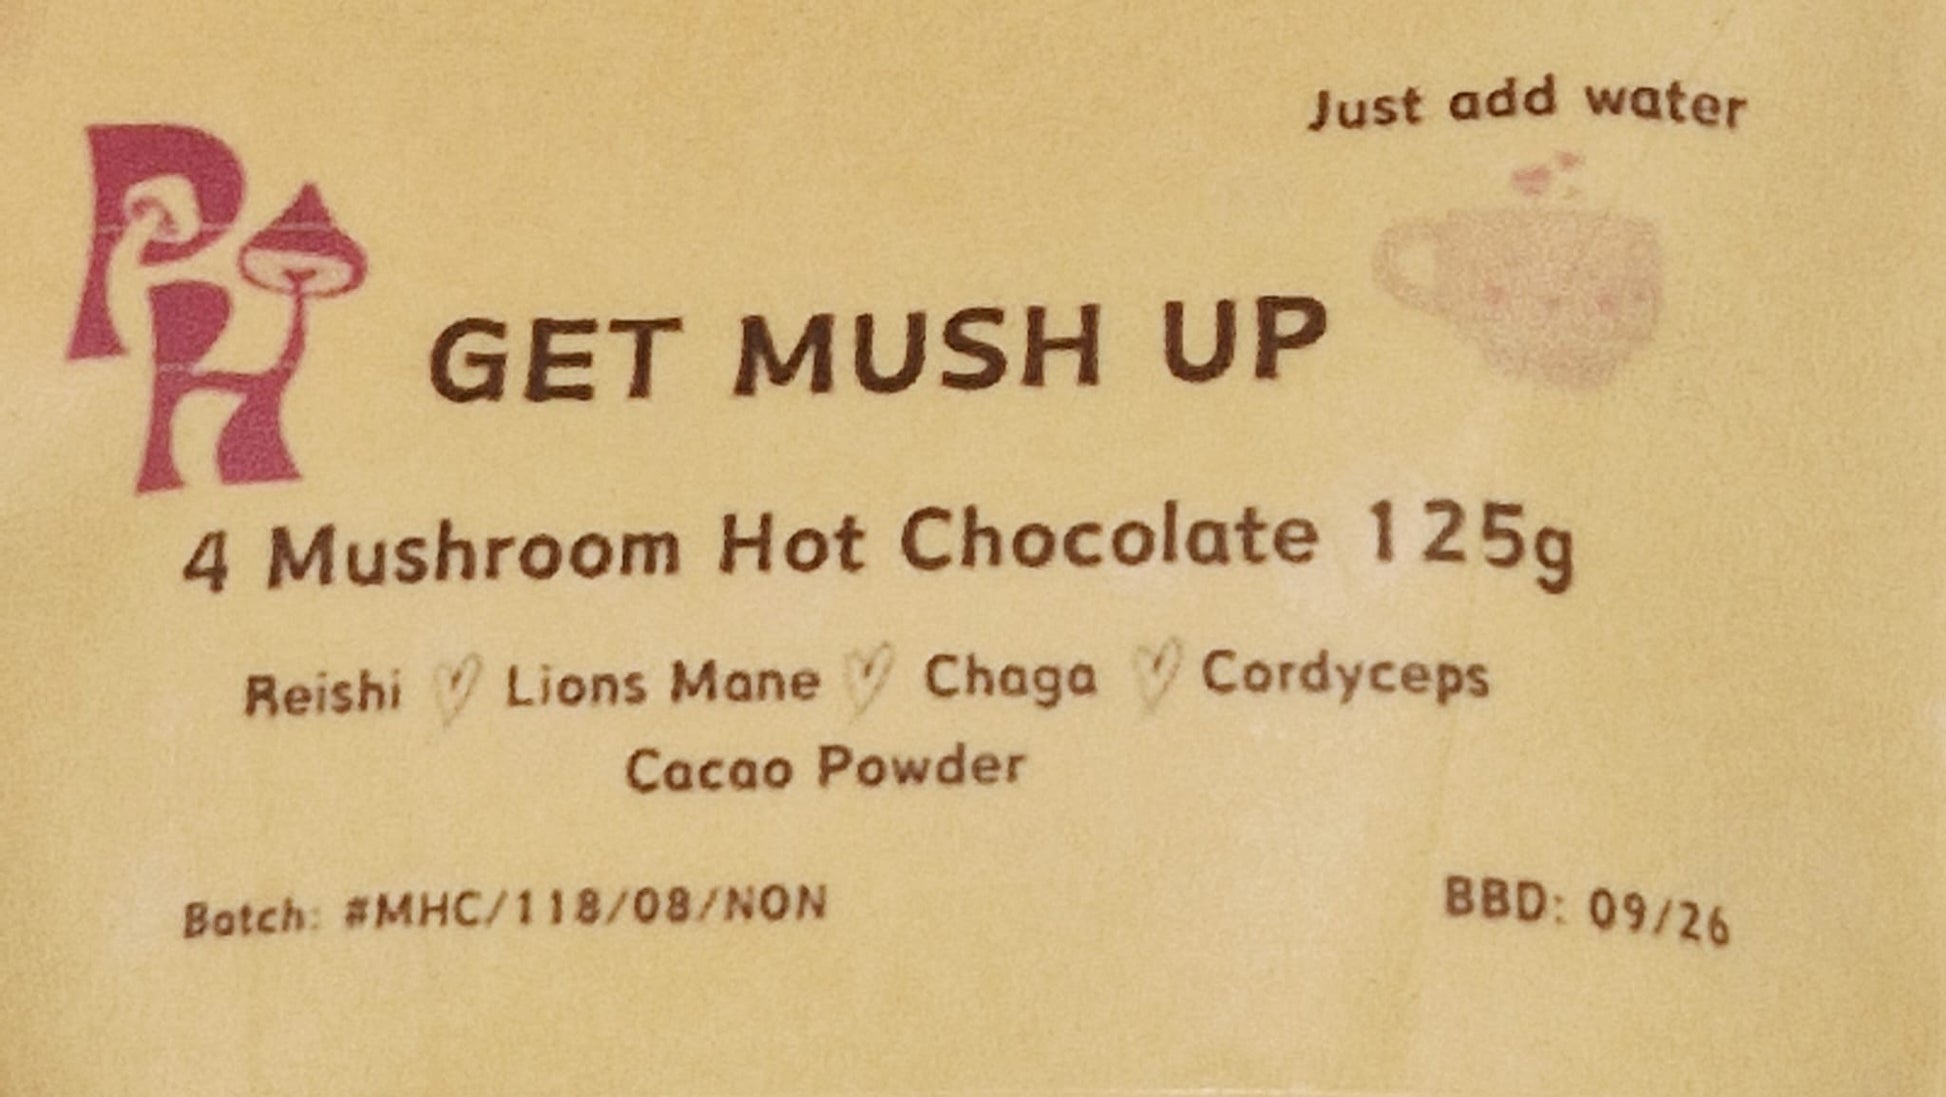 Just add water
PH
GET MUSH UP
4 Mushroom Hot Chocolate 125g
Reishi ♡ Lions Mane ♡ Chaga ♡ Cordyceps
Cacao Powder
Batch: #MHC/118/08/NON
BBD: 09/26